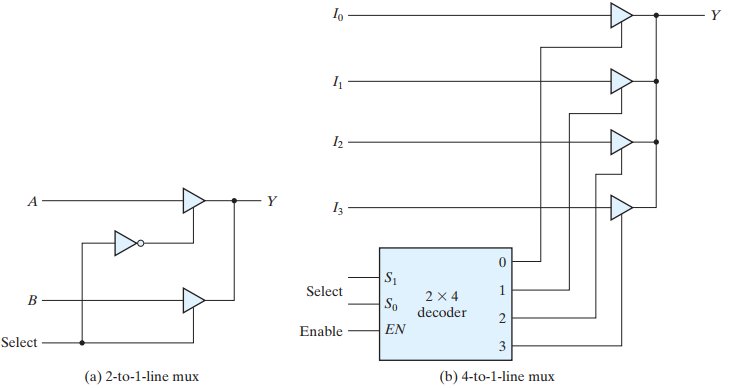 A
B
Select
Y
(a) 2-to-1-line mux
I₀
I₁
I₂
I₃
Y
Select
Enable
S₁
S₀
EN
2 × 4
decoder
0
1
2
3
(b) 4-to-1-line mux